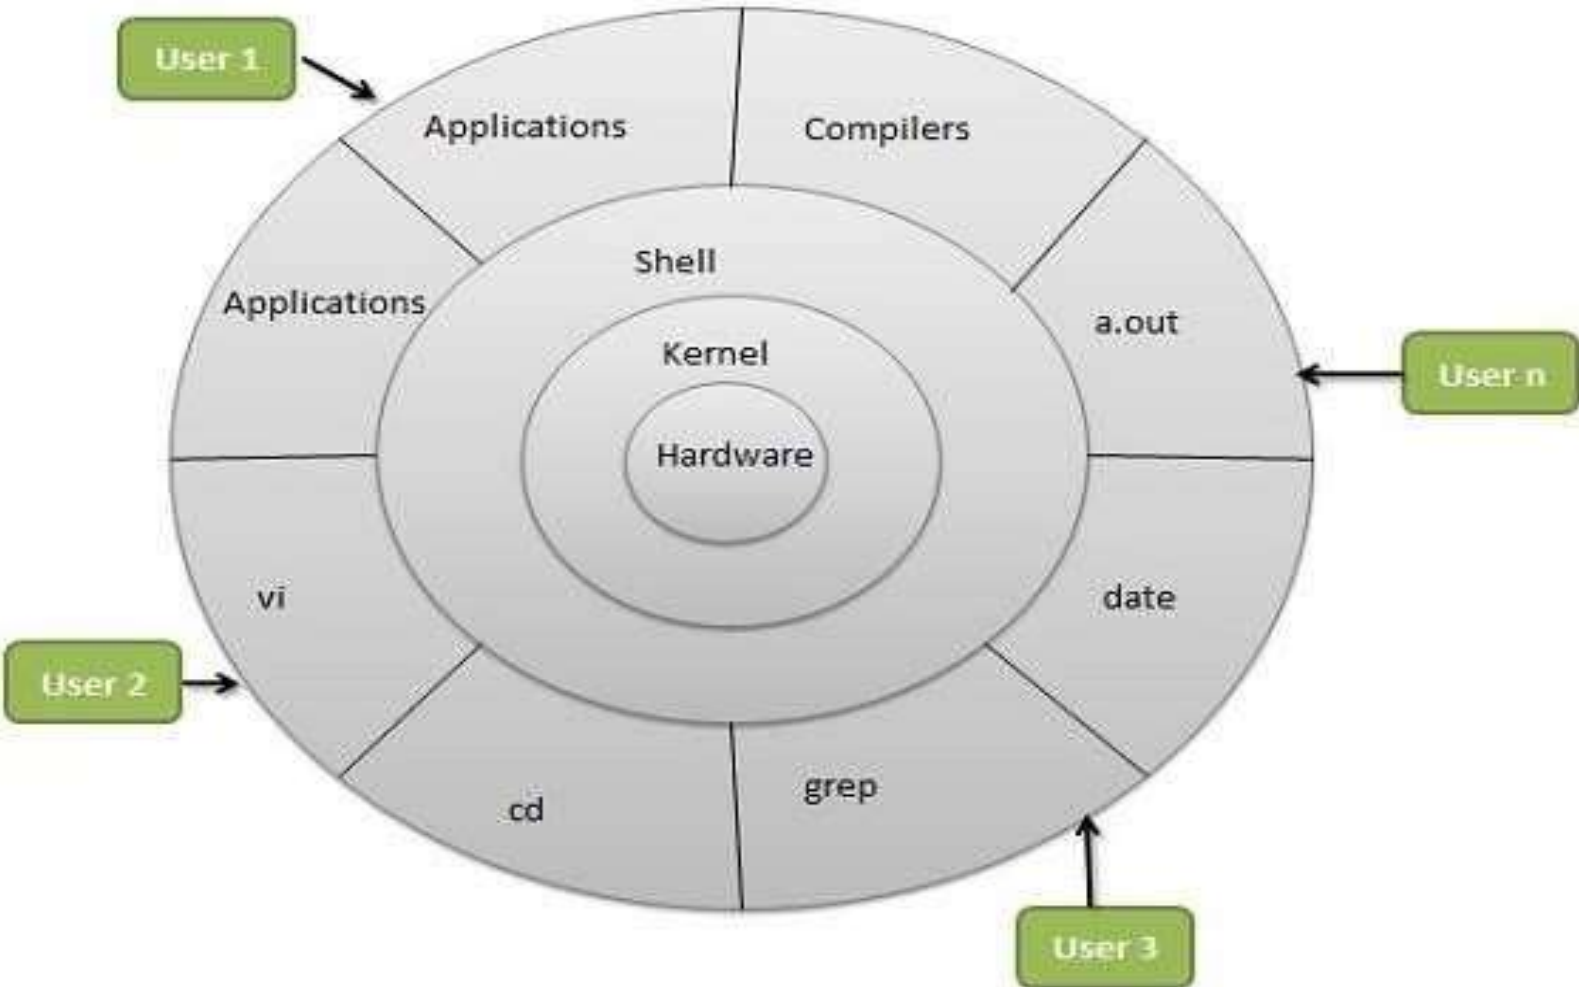 User 1
Applications
Compilers
Shell
Applications
a.out
Kernel
User n
Hardware
vi
date
User 2
grep
cd
User 3